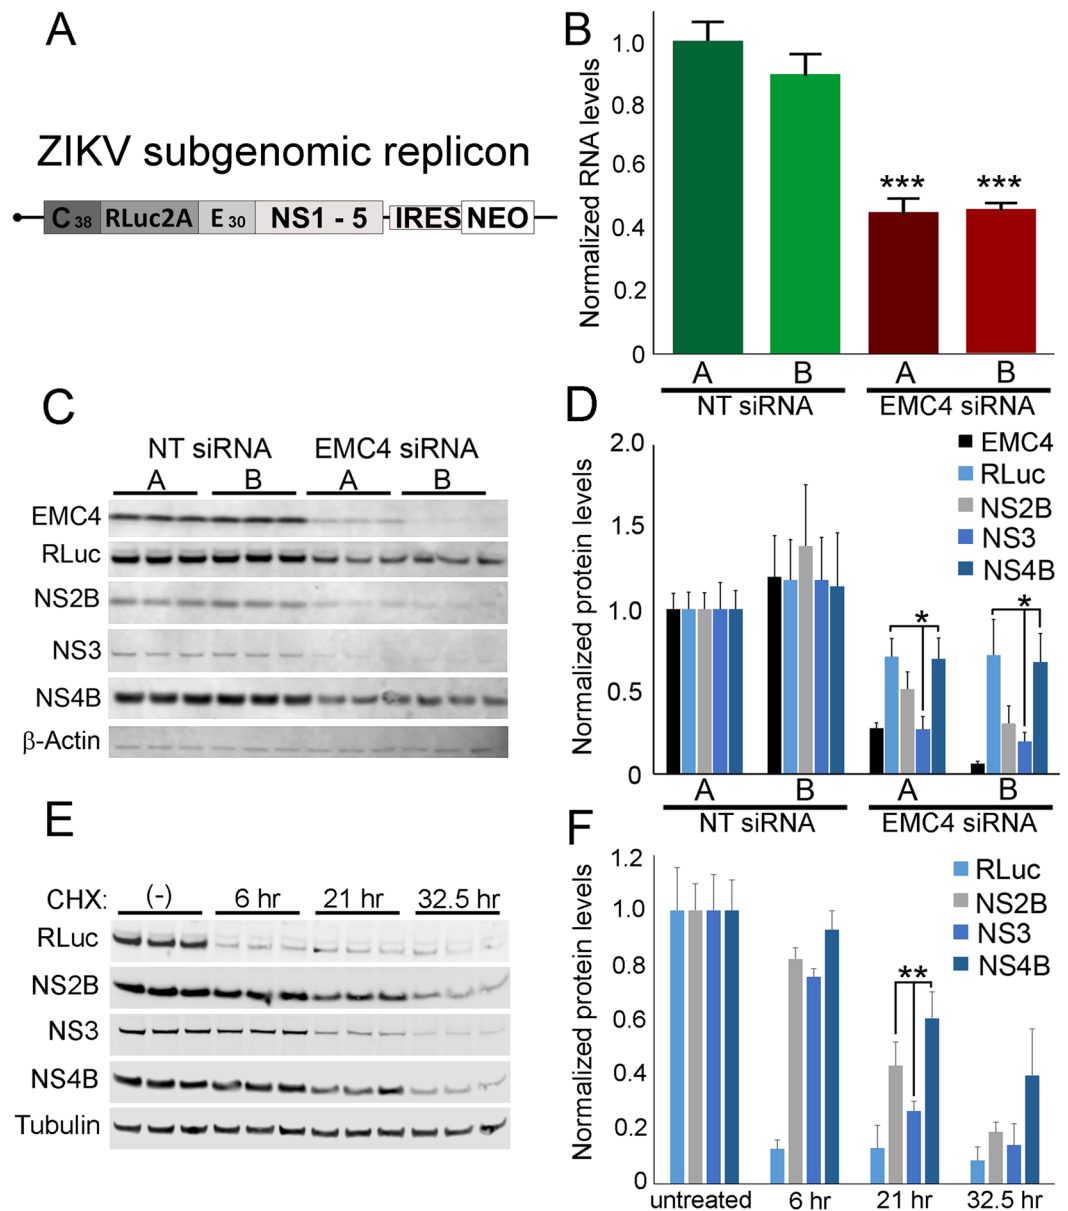 A
ZIKV subgenomic replicon
C 38 RLuc2A E 30 NS1 - 5 IRES NEO
B
Normalized RNA levels
1.0
0.8
0.6
0.4
0.2
0
*** ***
A B A B
NT siRNA EMC4 siRNA
C
NT siRNA EMC4 siRNA
A B A B
EMC4
RLuc
NS2B
NS3
NS4B
β-Actin
D
Normalized protein levels
2.0
1.5
1.0
0.5
0
EMC4
RLuc
NS2B
NS3
NS4B
* *
A B A B
NT siRNA EMC4 siRNA
E
CHX: (-) 6 hr 21 hr 32.5 hr
RLuc
NS2B
NS3
NS4B
Tubulin
F
Normalized protein levels
1.2
1.0
0.8
0.6
0.4
0.2
0
RLuc
NS2B
NS3
NS4B
**
untreated 6 hr 21 hr 32.5 hr